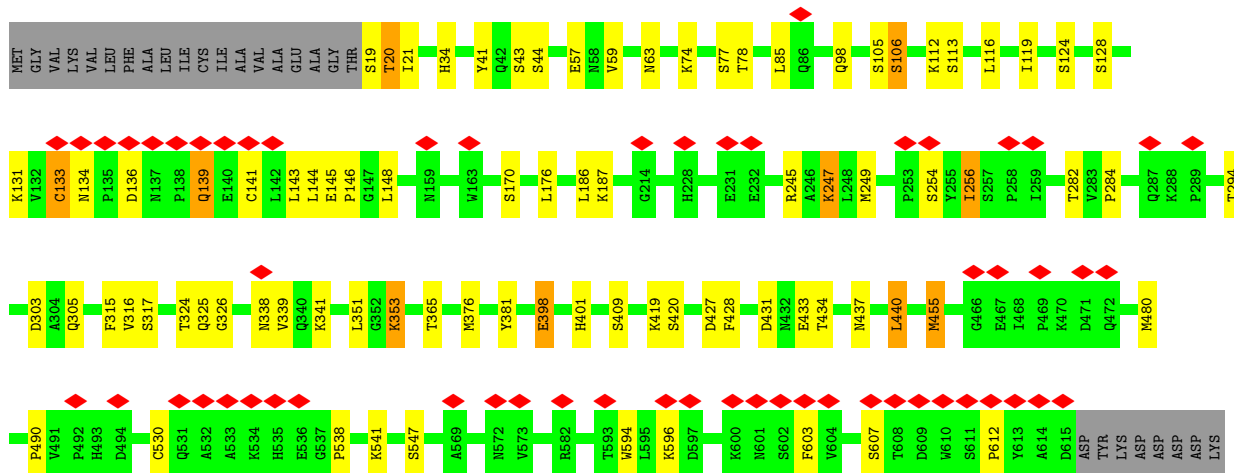 MET GLY VAL LYS VAL LEU PHE ALA LEU ILE CYS ILE ALA VAL ALA GLU ALA GLY THR S19 T20 I21 H34 Y41 Q42 S43 S44 E57 N58 V59 N63 K74 S77 T78 L85 Q86 Q98 S105 S106 K112 S113 L116 I119 S124 S128
K131 V132 C133 N134 P135 D136 N137 P138 Q139 E140 C141 L142 L143 L144 E145 P146 G147 L148 N159 W163 S170 L176 L186 K187 G214 H228 E231 E232 R245 A246 K247 L248 M249 P253 S254 Y255 I256 S257 P258 I259 T282 V283 P284 Q287 K288 P289 T294
D303 A304 Q305 F315 V316 S317 T324 Q325 G326 N338 V339 Q340 K341 L351 G352 K353 T365 M376 Y381 E398 H401 S409 K419 S420 D427 F428 D431 N432 E433 T434 N437 L440 M455 G466 E467 I468 P469 K470 D471 Q472 M480
P490 V491 P492 H493 D494 C530 Q531 A532 A533 K534 H535 E536 G537 P538 K541 S547 A569 N572 V573 R582 T593 W594 L595 K596 D597 K600 N601 S602 F603 V604 S607 T608 D609 W610 S611 P612 Y613 A614 D615 ASP TYR LYS ASP ASP ASP ASP LYS